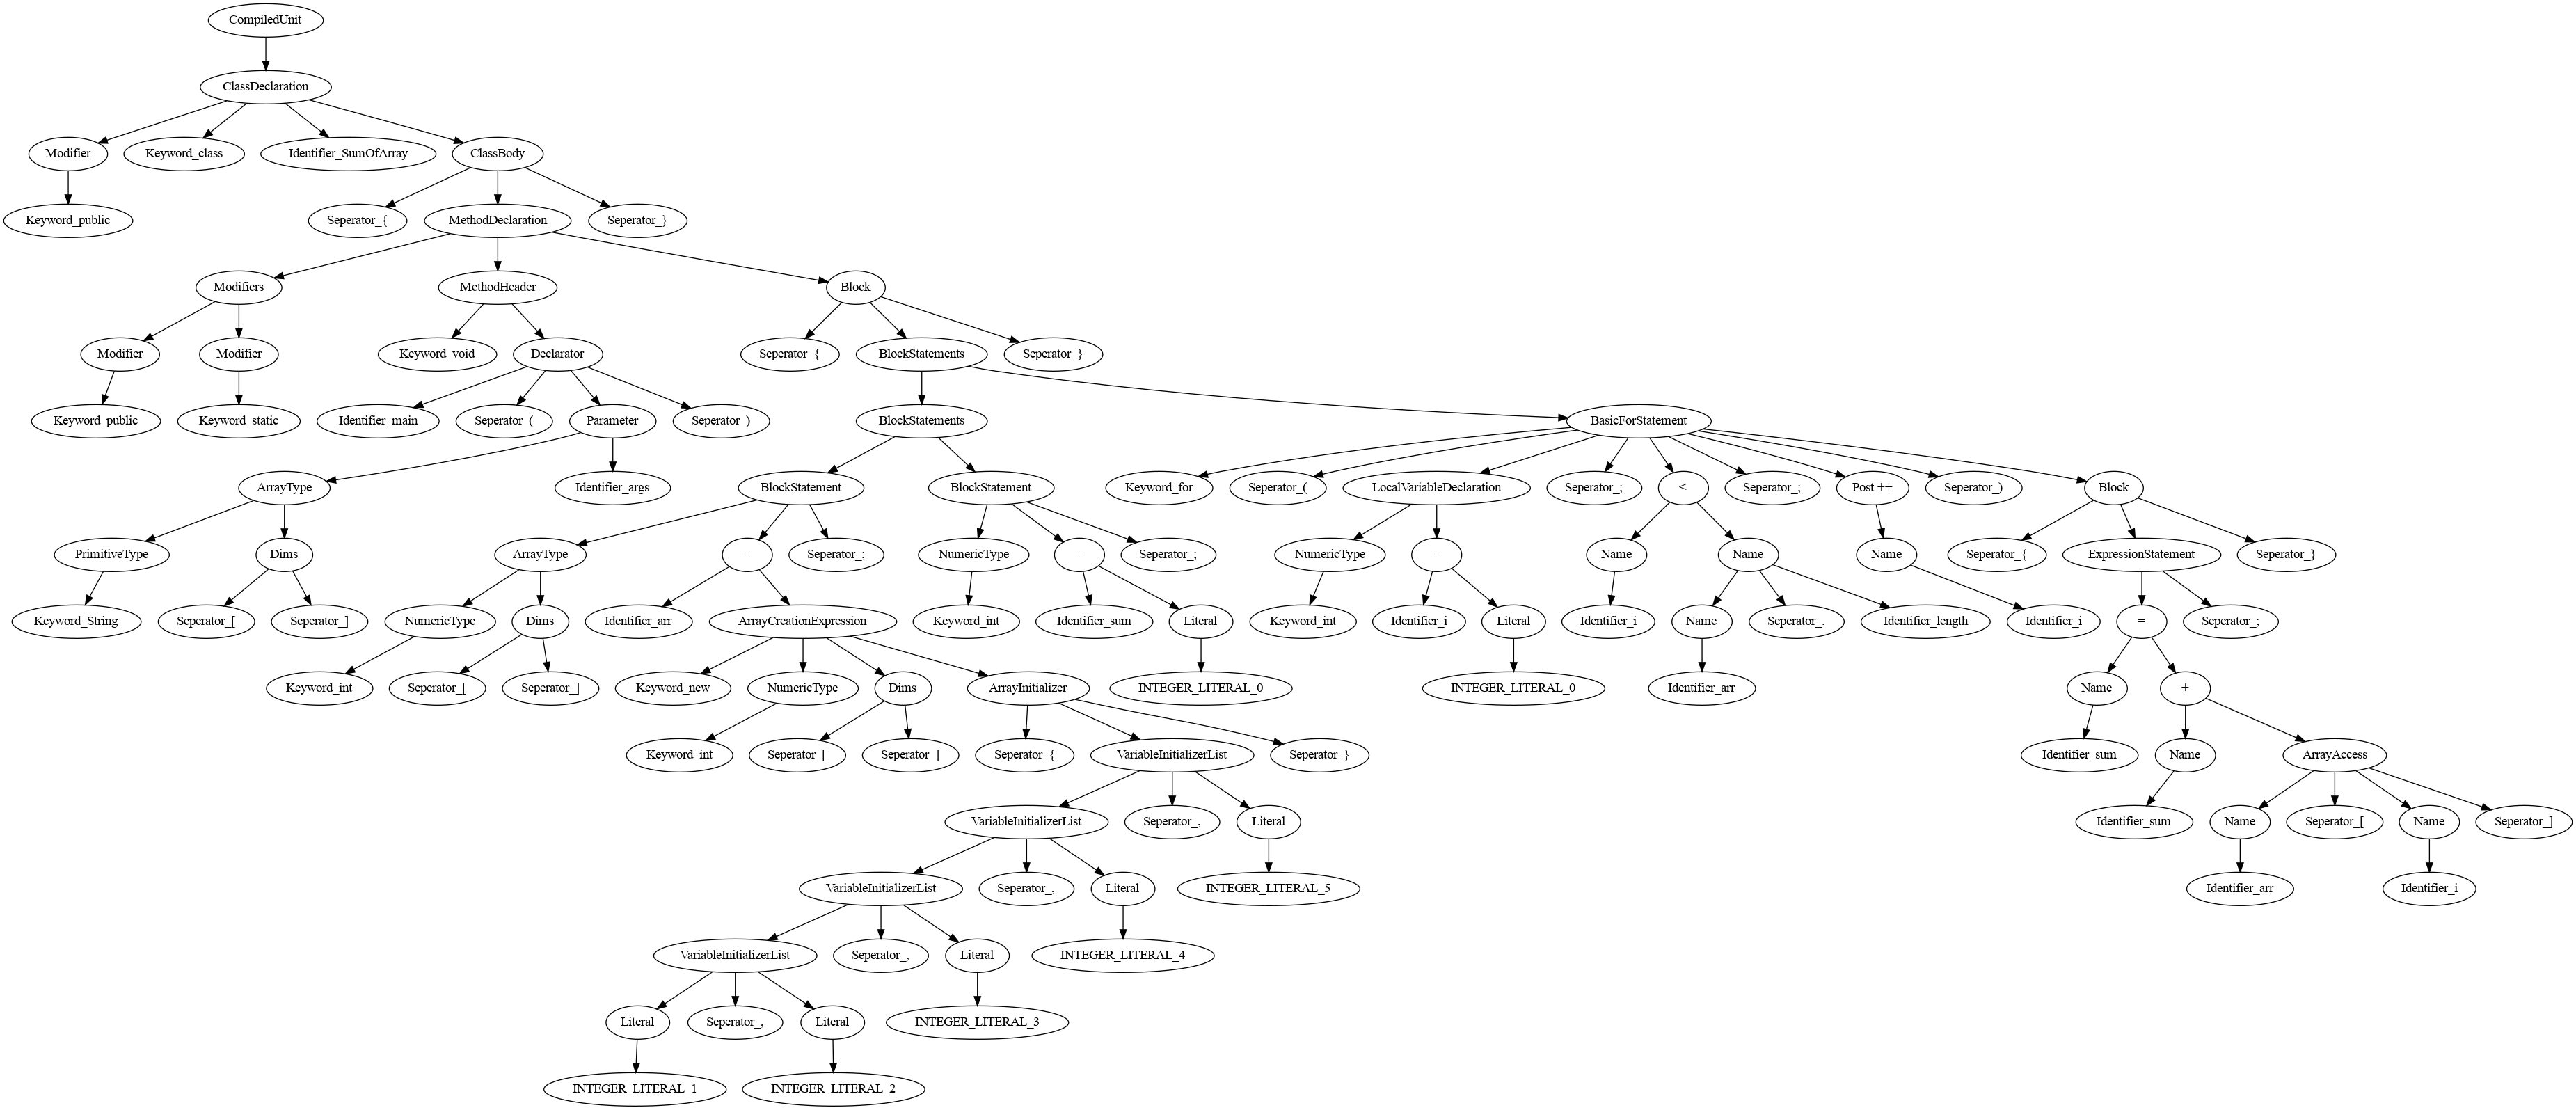 CompiledUnit
ClassDeclaration
Modifier
Keyword_class
Identifier_SumOfArray
ClassBody
Keyword_public
Seperator_{
MethodDeclaration
Seperator_}
Modifiers
MethodHeader
Block
Modifier
Modifier
Keyword_void
Declarator
Seperator_{
BlockStatements
Seperator_}
Keyword_public
Keyword_static
Identifier_main
Seperator_(
Parameter
Seperator_)
BlockStatements
BasicForStatement
ArrayType
Identifier_args
BlockStatement
BlockStatement
Keyword_for
Seperator_(
LocalVariableDeclaration
Seperator_;
<
Seperator_;
Post ++
Seperator_)
Block
PrimitiveType
Dims
ArrayType
=
Seperator_;
NumericType
=
Seperator_;
NumericType
=
Name
Name
Name
Seperator_{
ExpressionStatement
Seperator_}
Keyword_String
Seperator_[
Seperator_]
NumericType
Dims
Identifier_arr
ArrayCreationExpression
Keyword_int
Identifier_sum
Literal
Keyword_int
Identifier_i
Literal
Identifier_i
Name
Seperator_.
Identifier_length
Identifier_i
=
Seperator_;
Keyword_int
Seperator_[
Seperator_]
Keyword_new
NumericType
Dims
ArrayInitializer
INTEGER_LITERAL_0
INTEGER_LITERAL_0
Identifier_arr
Name
+
Keyword_int
Seperator_[
Seperator_]
Seperator_{
VariableInitializerList
Seperator_}
Identifier_sum
Name
ArrayAccess
VariableInitializerList
Seperator_,
Literal
Identifier_sum
Name
Seperator_[
Name
Seperator_]
VariableInitializerList
Seperator_,
Literal
INTEGER_LITERAL_5
Identifier_arr
Identifier_i
VariableInitializerList
Seperator_,
Literal
INTEGER_LITERAL_4
Literal
Seperator_,
Literal
INTEGER_LITERAL_3
INTEGER_LITERAL_1
INTEGER_LITERAL_2